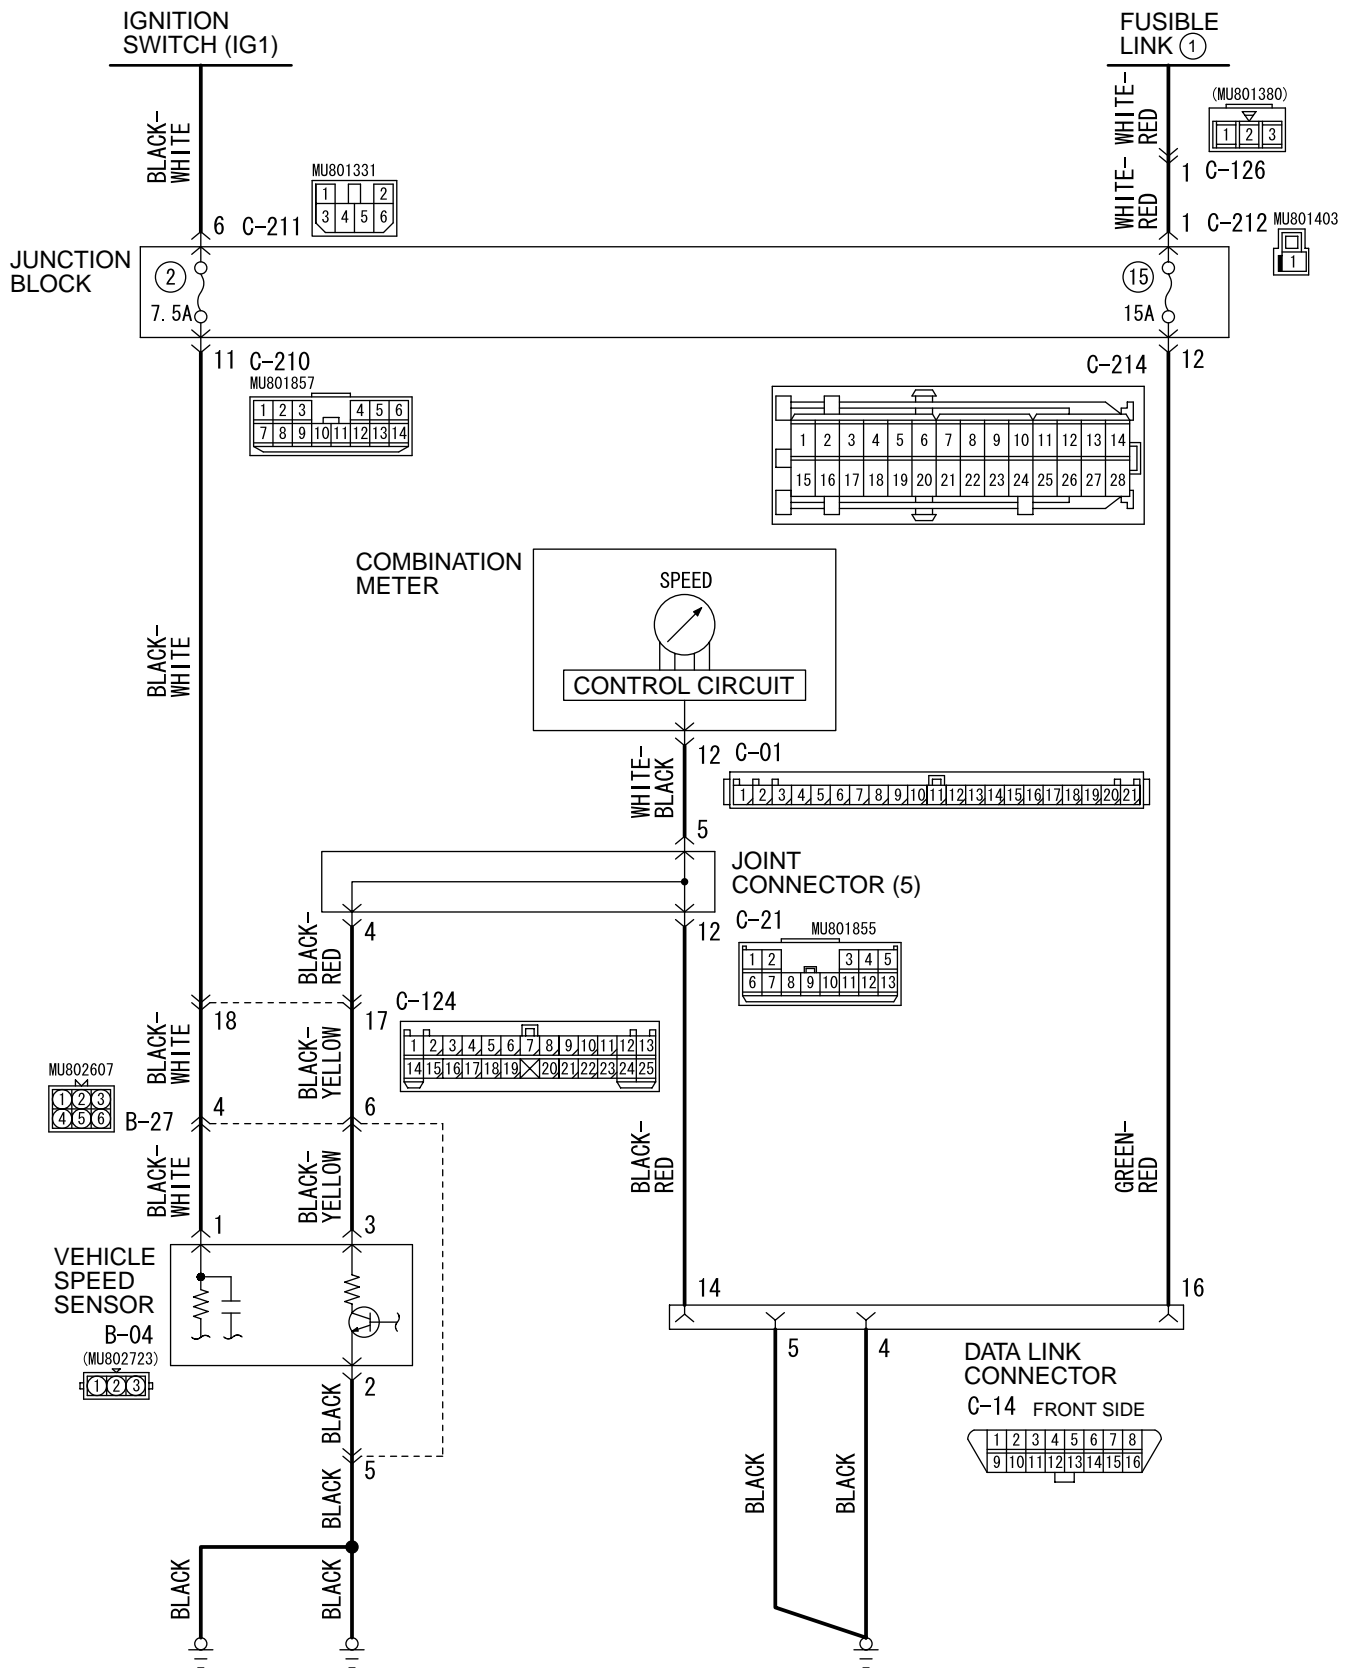 IGNITION
SWITCH (IG1)
FUSIBLE
LINK 1
BLACK-
WHITE
WHITE-
RED
(MU801380)
1 2 3
1 C-126
WHITE-
RED
MU801331
1 2
3 4 5 6
6 C-211
1 C-212 MU801403
1
JUNCTION
BLOCK
2
7.5A
15
15A
11 C-210
MU801857
1 2 3 4 5 6
7 8 9 10 11 12 13 14
C-214 12
1 2 3 4 5 6 7 8 9 10 11 12 13 14
15 16 17 18 19 20 21 22 23 24 25 26 27 28
COMBINATION
METER
SPEED
CONTROL CIRCUIT
BLACK-
WHITE
12 C-01
WHITE-
BLACK
1 2 3 4 5 6 7 8 9 10 11 12 13 14 15 16 17 18 19 20 21
5
JOINT
CONNECTOR (5)
4
12 C-21
MU801855
1 2 3 4 5
6 7 8 9 10 11 12 13
BLACK-
RED
18
17 C-124
1 2 3 4 5 6 7 8 9 10 11 12 13
14 15 16 17 18 19 20 21 22 23 24 25
BLACK-
WHITE
BLACK-
YELLOW
MU802607
1 2 3
4 5 6
B-27
4
6
BLACK-
WHITE
BLACK-
YELLOW
BLACK-
RED
GREEN-
RED
1
3
VEHICLE
SPEED
SENSOR
B-04
(MU802723)
1 2 3
2
14
16
5
4
DATA LINK
CONNECTOR
C-14 FRONT SIDE
1 2 3 4 5 6 7 8
9 10 11 12 13 14 15 16
BLACK
5
BLACK
BLACK
BLACK
BLACK
BLACK